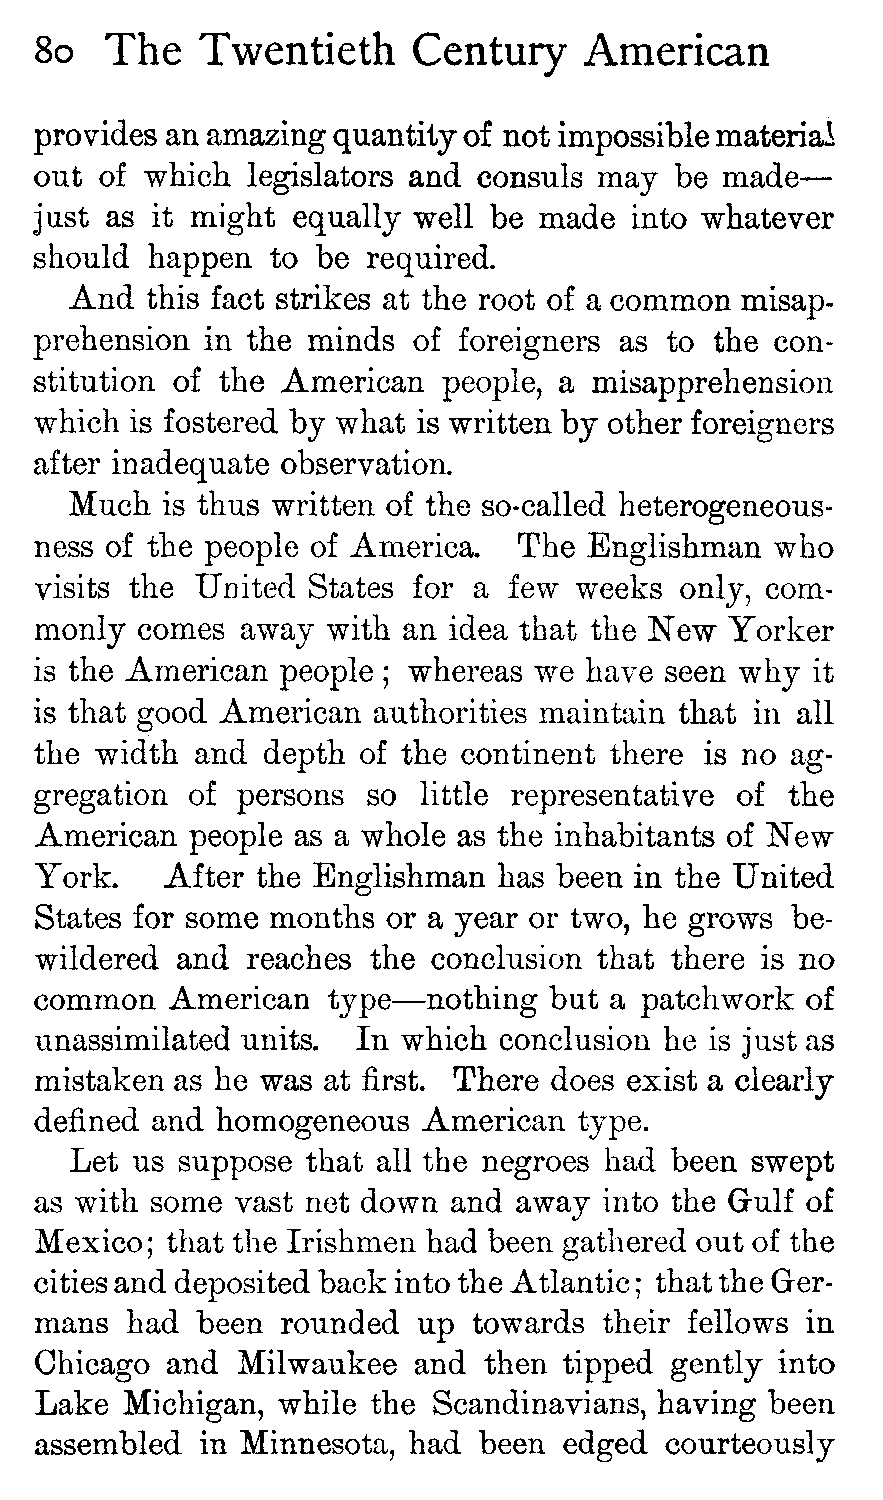 80 The Twentieth Century American
provides an amazing quantity of not impossible material
out of which legislators and consuls may be made—
just as it might equally well be made into whatever
should happen to be required.
And this fact strikes at the root of a common misap-
prehension in the minds of foreigners as to the con-
stitution of the American people, a misapprehension
which is fostered by what is written by other foreigners
after inadequate observation.
Much is thus written of the so-called heterogeneous-
ness of the people of America. The Englishman who
visits the United States for a few weeks only, com-
monly comes away with an idea that the New Yorker
is the American people; whereas we have seen why it
is that good American authorities maintain that in all
the width and depth of the continent there is no ag-
gregation of persons so little representative of the
American people as a whole as the inhabitants of New
York. After the Englishman has been in the United
States for some months or a year or two, he grows be-
wildered and reaches the conclusion that there is no
common American type—nothing but a patchwork of
unassimilated units. In which conclusion he is just as
mistaken as he was at first. There does exist a clearly
defined and homogeneous American type.
Let us suppose that all the negroes had been swept
as with some vast net down and away into the Gulf of
Mexico; that the Irishmen had been gathered out of the
cities and deposited back into the Atlantic; that the Ger-
mans had been rounded up towards their fellows in
Chicago and Milwaukee and then tipped gently into
Lake Michigan, while the Scandinavians, having been
assembled in Minnesota, had been edged courteously